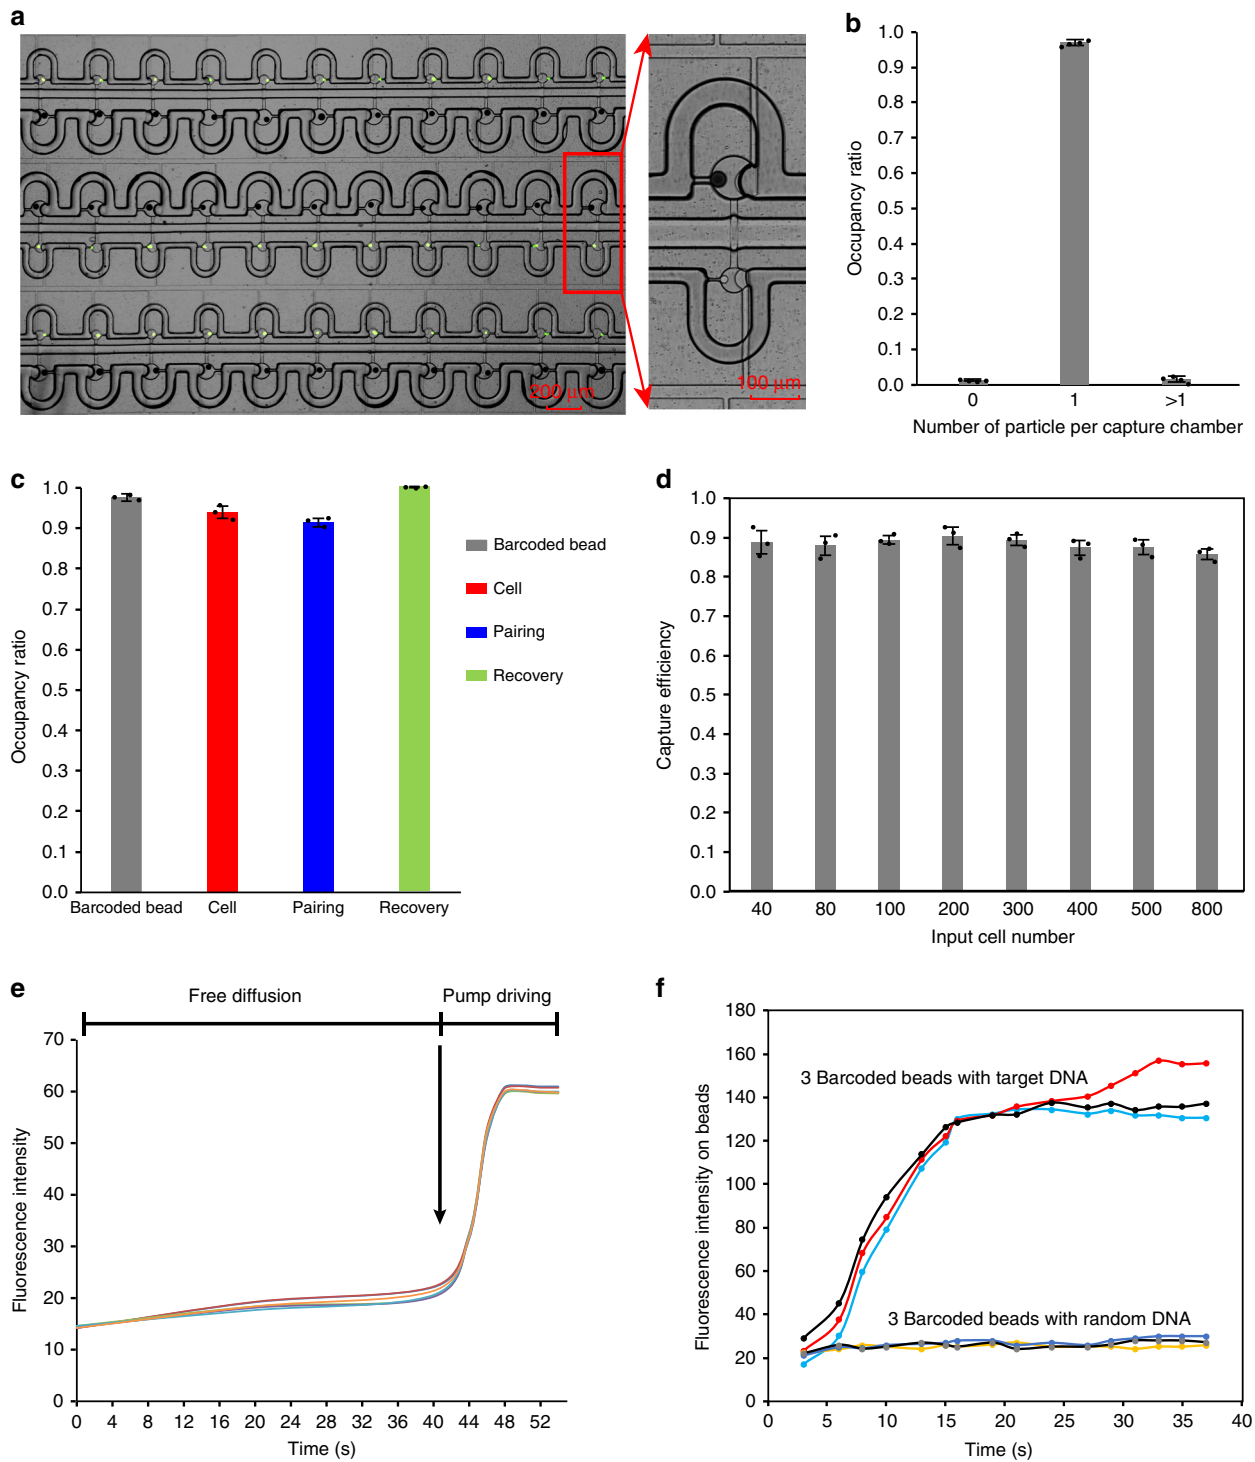 a
200 µm
100 µm
b
1.0
0.9
0.8
0.7
0.6
0.5
0.4
0.3
0.2
0.1
0.0
Occupancy ratio
0 1 >1
Number of particle per capture chamber
c
1.0
0.9
0.8
0.7
0.6
0.5
0.4
0.3
0.2
0.1
0.0
Occupancy ratio
Barcoded bead Cell Pairing Recovery
Barcoded bead
Cell
Pairing
Recovery
d
1.0
0.9
0.8
0.7
0.6
0.5
0.4
0.3
0.2
0.1
0.0
Capture efficiency
40 80 100 200 300 400 500 800
Input cell number
e
Free diffusion Pump driving
70
60
50
40
30
20
10
0
Fluorescence intensity
0 4 8 12 16 20 24 28 32 36 40 44 48 52
Time (s)
f
180
160
140
120
100
80
60
40
20
0
Fluorescence intensity on beads
3 Barcoded beads with target DNA
3 Barcoded beads with random DNA
0 5 10 15 20 25 30 35 40
Time (s)